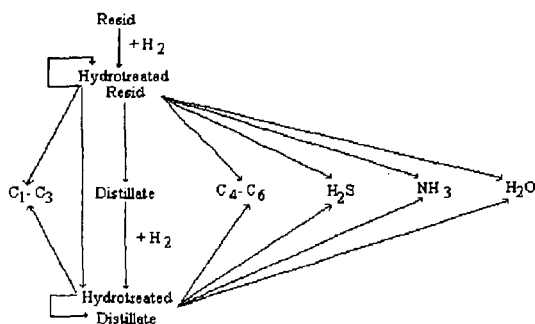 Resid
+H2
Hydrotreated
Resid
C1-C3
Distillate
C4-C6
H2S
NH3
H2O
+H2
Hydrotreated
Distillate